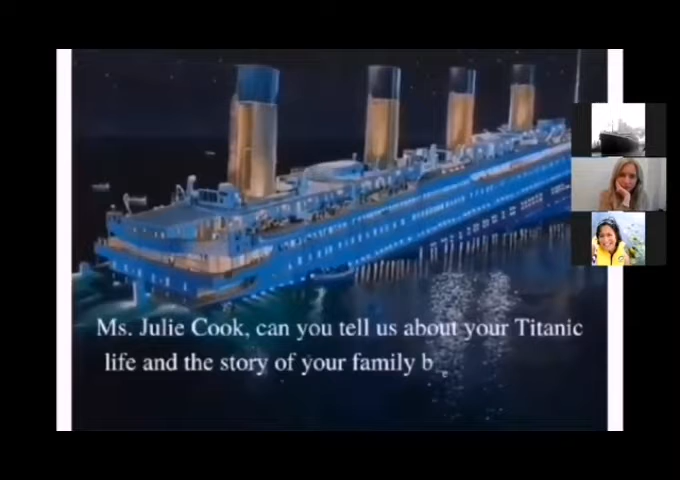 Ms. Julie Cook, can you tell us about your Titanic
life and the story of your family b